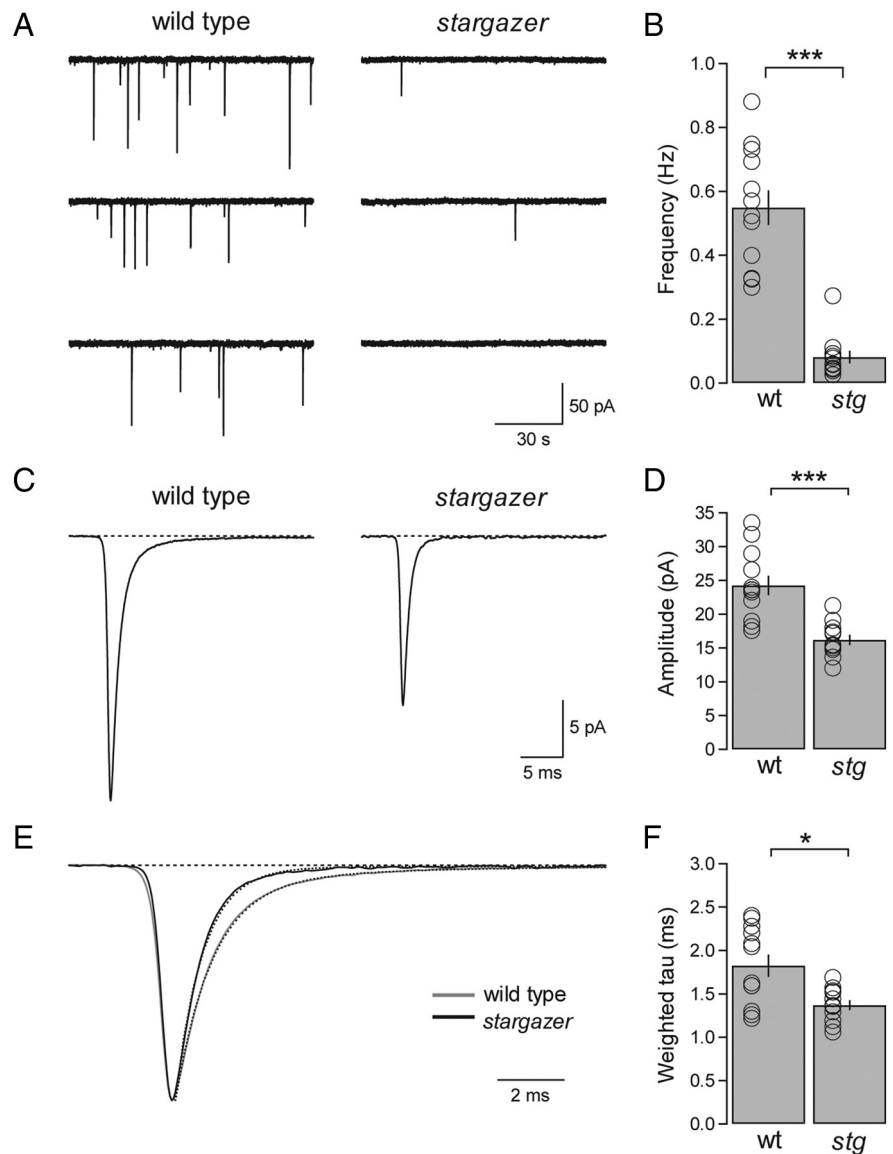 A
wild type
stargazer
50 pA
30 s
B
Frequency (Hz)
1.0
0.8
0.6
0.4
0.2
0.0
***
wt
stg
C
wild type
stargazer
5 pA
5 ms
D
Amplitude (pA)
35
30
25
20
15
10
5
0
***
wt
stg
E
wild type
stargazer
2 ms
F
Weighted tau (ms)
3.0
2.5
2.0
1.5
1.0
0.5
0.0
*
wt
stg